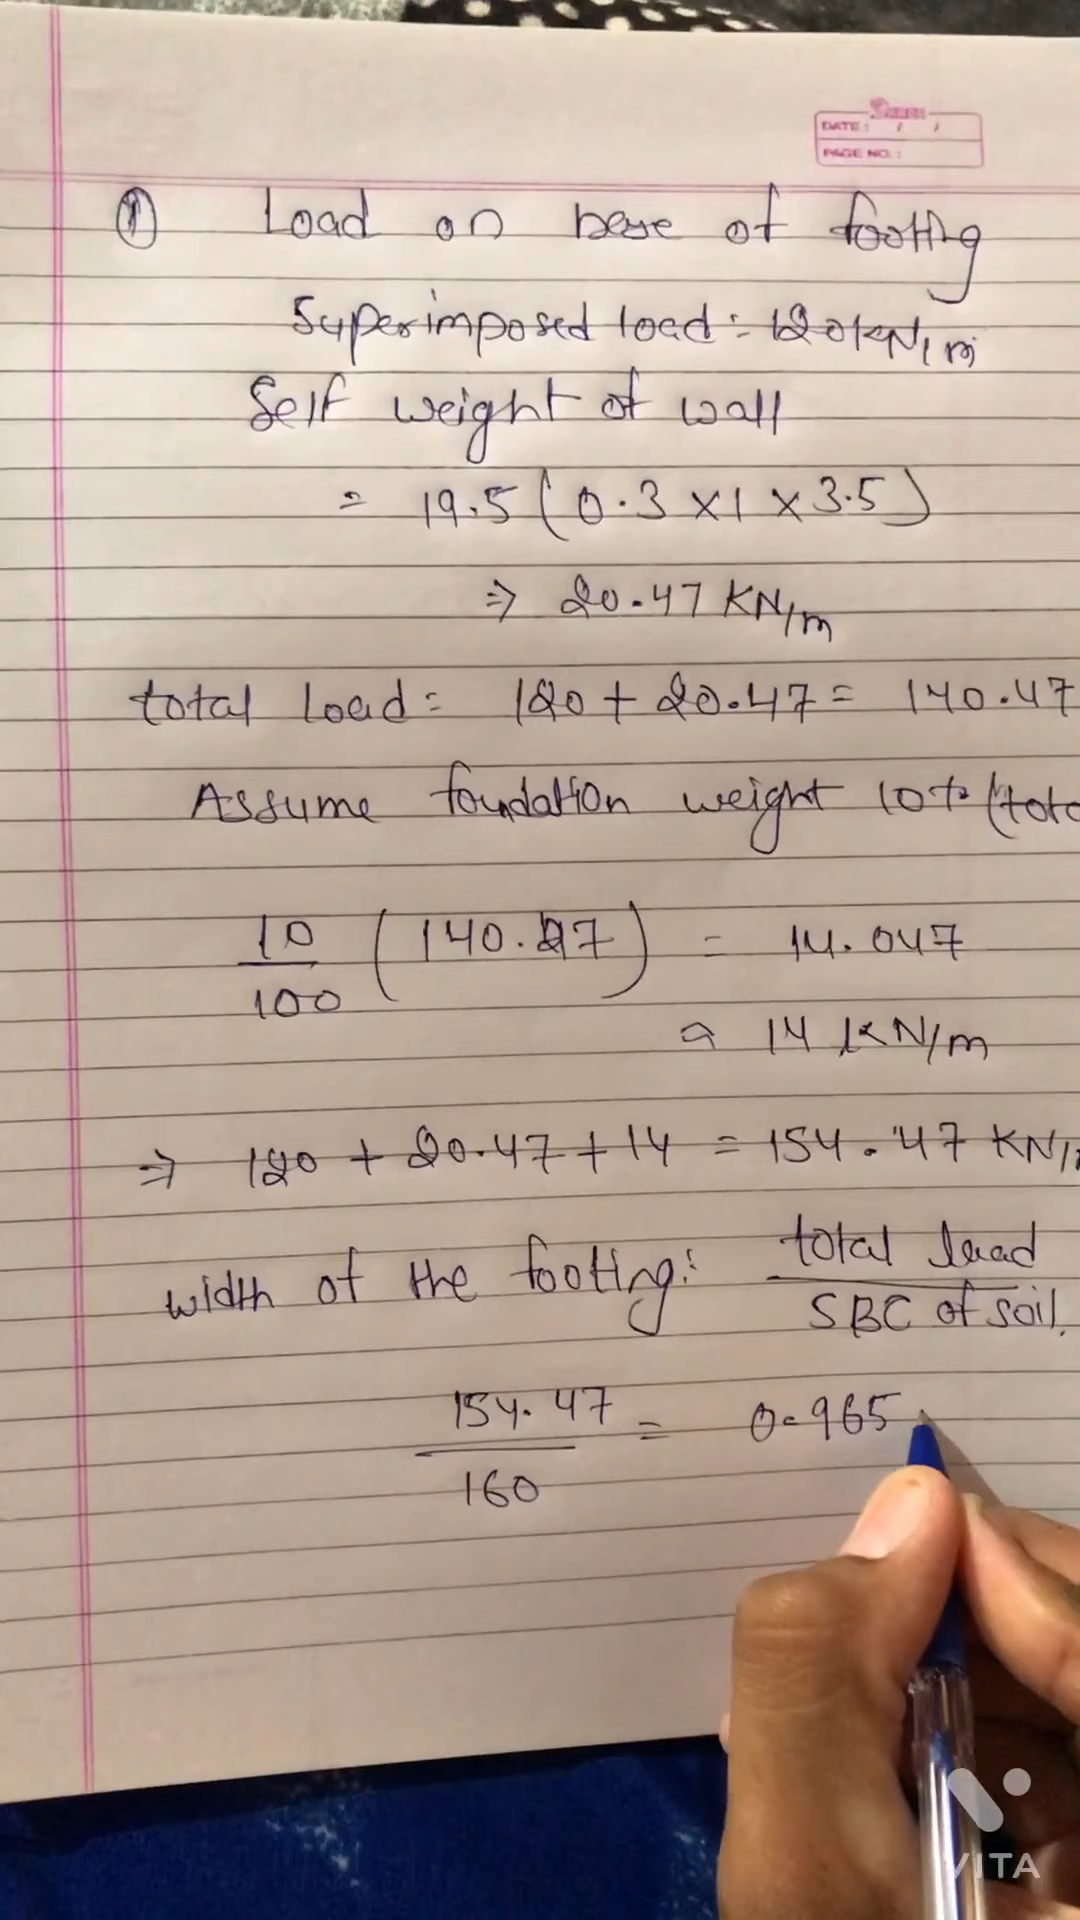 DATE: / /
PAGE NO.:
① Load on base of footing
Superimposed load = 120 KN/m
Self weight of wall
= 19.5 (0.3 × 1 × 3.5)
⇒ 20.47 KN/m
total load = 120 + 20.47 = 140.47
Assume foundation weight 10% (tota
10/100 (140.47) = 14.047
= 14 KN/m
⇒ 120 + 20.47 + 14 = 154.47 KN/
width of the footing: total load / SBC of soil.
154.47 / 160 = 0.965
VITA